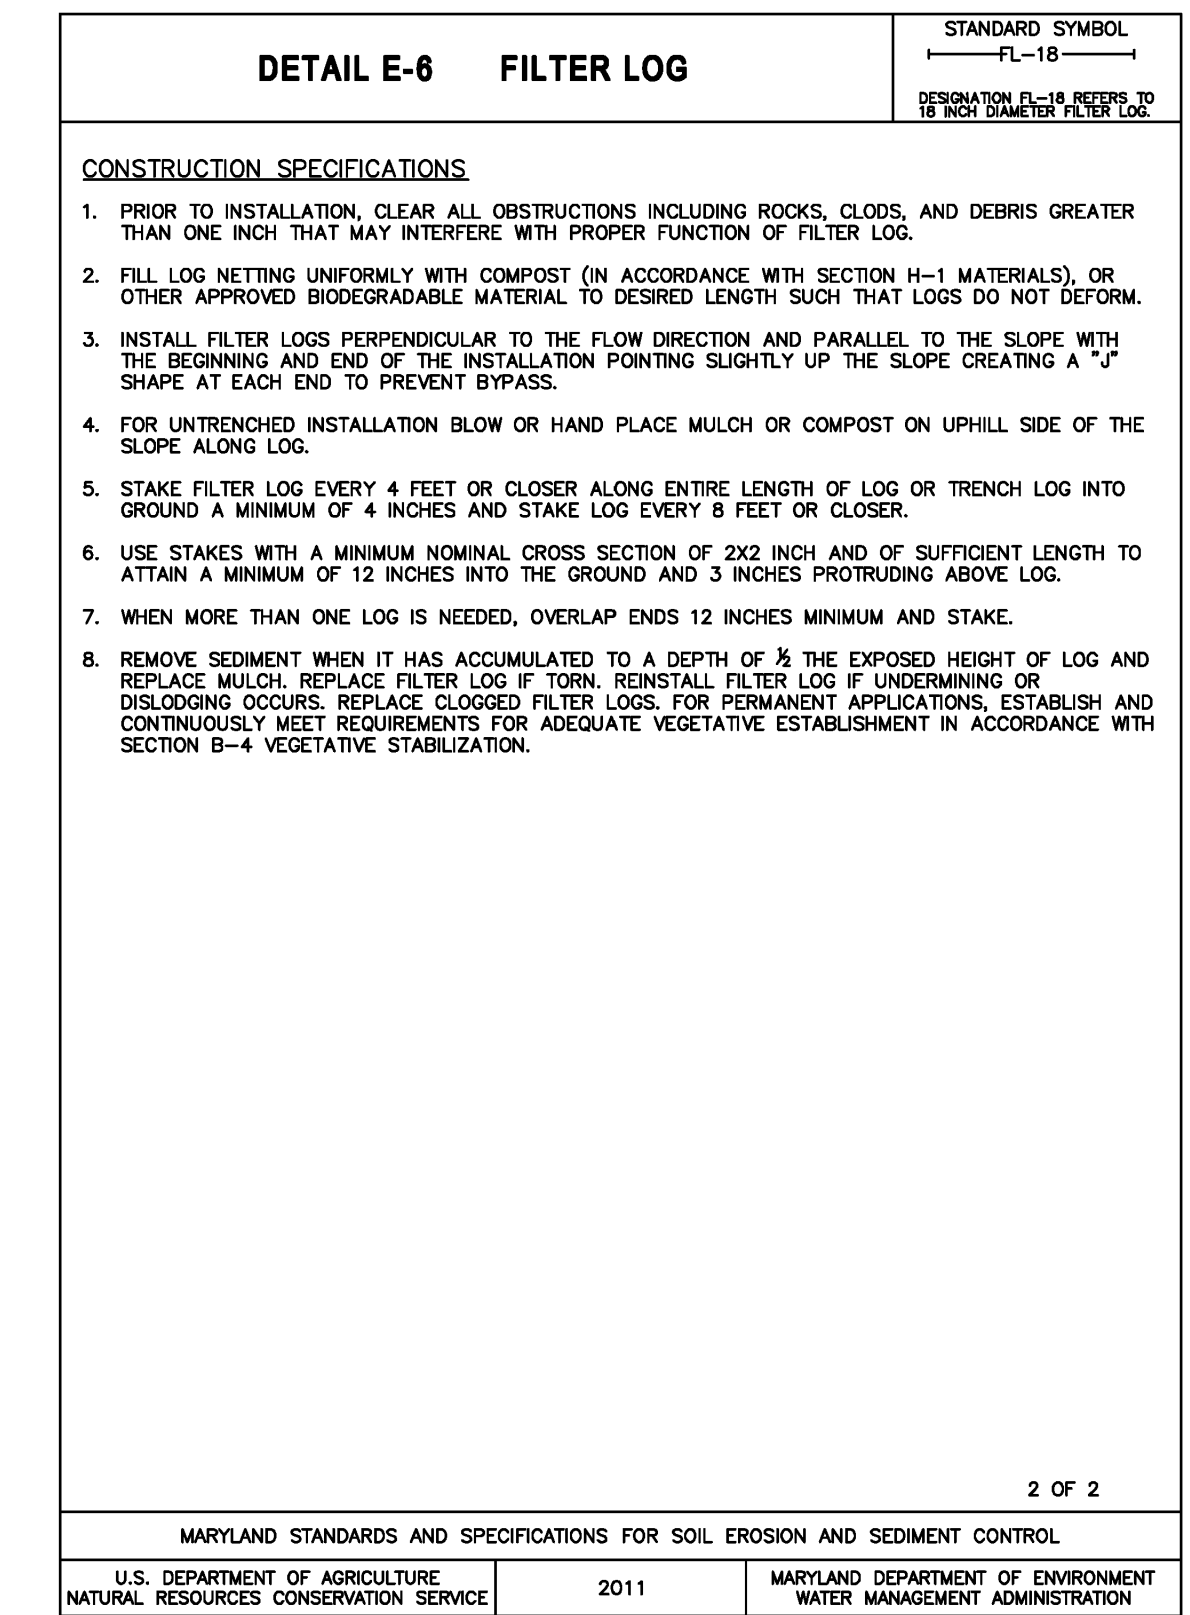 DETAIL E-6 FILTER LOG
STANDARD SYMBOL
FL-18
DESIGNATION FL-18 REFERS TO
18 INCH DIAMETER FILTER LOG.
CONSTRUCTION SPECIFICATIONS
1. PRIOR TO INSTALLATION, CLEAR ALL OBSTRUCTIONS INCLUDING ROCKS, CLODS, AND DEBRIS GREATER
THAN ONE INCH THAT MAY INTERFERE WITH PROPER FUNCTION OF FILTER LOG.
2. FILL LOG NETTING UNIFORMLY WITH COMPOST (IN ACCORDANCE WITH SECTION H-1 MATERIALS), OR
OTHER APPROVED BIODEGRADABLE MATERIAL TO DESIRED LENGTH SUCH THAT LOGS DO NOT DEFORM.
3. INSTALL FILTER LOGS PERPENDICULAR TO THE FLOW DIRECTION AND PARALLEL TO THE SLOPE WITH
THE BEGINNING AND END OF THE INSTALLATION POINTING SLIGHTLY UP THE SLOPE CREATING A "J"
SHAPE AT EACH END TO PREVENT BYPASS.
4. FOR UNTRENCHED INSTALLATION BLOW OR HAND PLACE MULCH OR COMPOST ON UPHILL SIDE OF THE
SLOPE ALONG LOG.
5. STAKE FILTER LOG EVERY 4 FEET OR CLOSER ALONG ENTIRE LENGTH OF LOG OR TRENCH LOG INTO
GROUND A MINIMUM OF 4 INCHES AND STAKE LOG EVERY 8 FEET OR CLOSER.
6. USE STAKES WITH A MINIMUM NOMINAL CROSS SECTION OF 2X2 INCH AND OF SUFFICIENT LENGTH TO
ATTAIN A MINIMUM OF 12 INCHES INTO THE GROUND AND 3 INCHES PROTRUDING ABOVE LOG.
7. WHEN MORE THAN ONE LOG IS NEEDED, OVERLAP ENDS 12 INCHES MINIMUM AND STAKE.
8. REMOVE SEDIMENT WHEN IT HAS ACCUMULATED TO A DEPTH OF ½ THE EXPOSED HEIGHT OF LOG AND
REPLACE MULCH. REPLACE FILTER LOG IF TORN. REINSTALL FILTER LOG IF UNDERMINING OR
DISLODGING OCCURS. REPLACE CLOGGED FILTER LOGS. FOR PERMANENT APPLICATIONS, ESTABLISH AND
CONTINUOUSLY MEET REQUIREMENTS FOR ADEQUATE VEGETATIVE ESTABLISHMENT IN ACCORDANCE WITH
SECTION B-4 VEGETATIVE STABILIZATION.
2 OF 2
MARYLAND STANDARDS AND SPECIFICATIONS FOR SOIL EROSION AND SEDIMENT CONTROL
U.S. DEPARTMENT OF AGRICULTURE
NATURAL RESOURCES CONSERVATION SERVICE
2011
MARYLAND DEPARTMENT OF ENVIRONMENT
WATER MANAGEMENT ADMINISTRATION